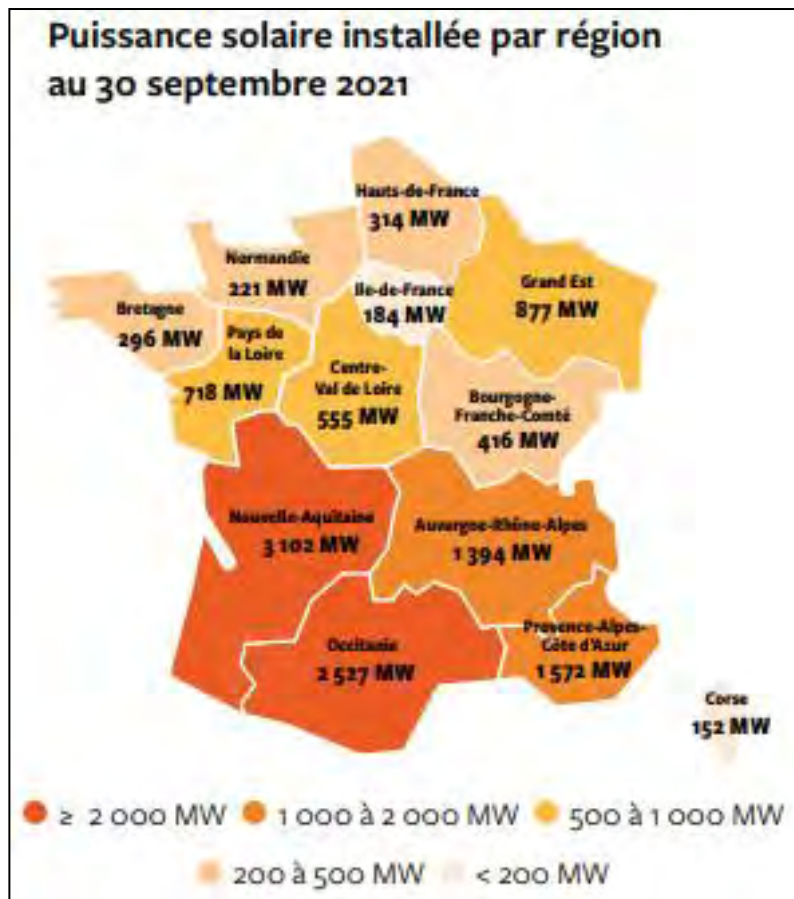 Puissance solaire installée par région
au 30 septembre 2021
Hauts-de-France
314 MW
Normandie
221 MW
Ile-de-France
184 MW
Grand Est
877 MW
Bretagne
296 MW
Pays de
la Loire
718 MW
Centre-
Val de Loire
555 MW
Bourgogne-
Franche-Comté
416 MW
Nouvelle-Aquitaine
3 102 MW
Auvergne-Rhône-Alpes
1 394 MW
Occitanie
2 527 MW
Provence-Alpes-
Côte d'Azur
1 572 MW
Corse
152 MW
≥ 2 000 MW
1 000 à 2 000 MW
500 à 1 000 MW
200 à 500 MW
< 200 MW